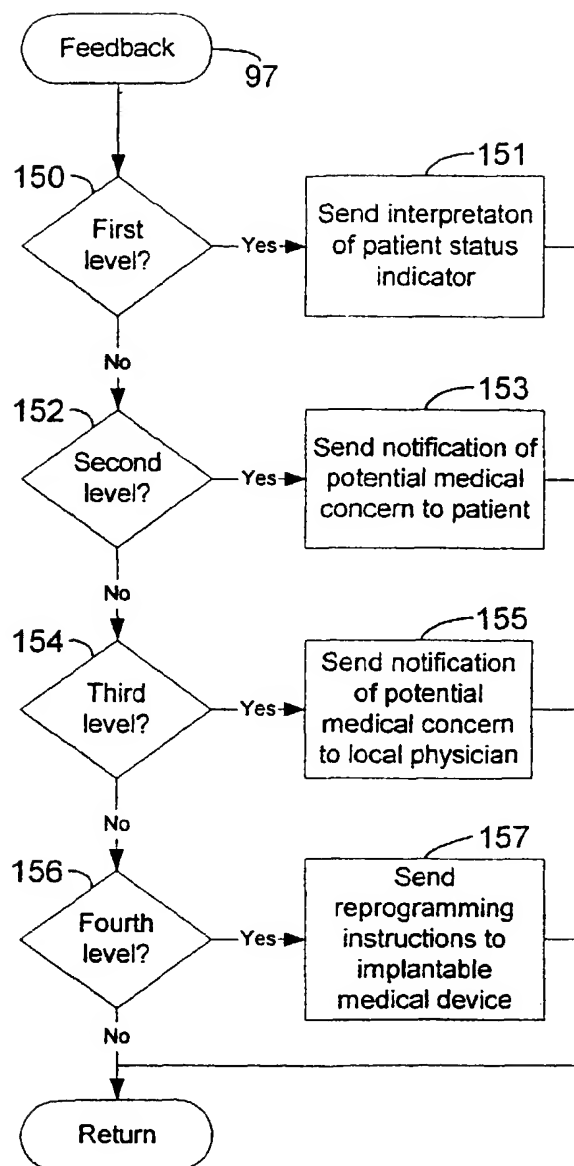 Feedback
97
150
First
level?
Yes
151
Send interpretaton
of patient status
indicator
No
152
Second
level?
Yes
153
Send notification of
potential medical
concern to patient
No
154
Third
level?
Yes
155
Send notification
of potential
medical concern
to local physician
No
156
Fourth
level?
Yes
157
Send
reprogramming
instructions to
implantable
medical device
No
Return